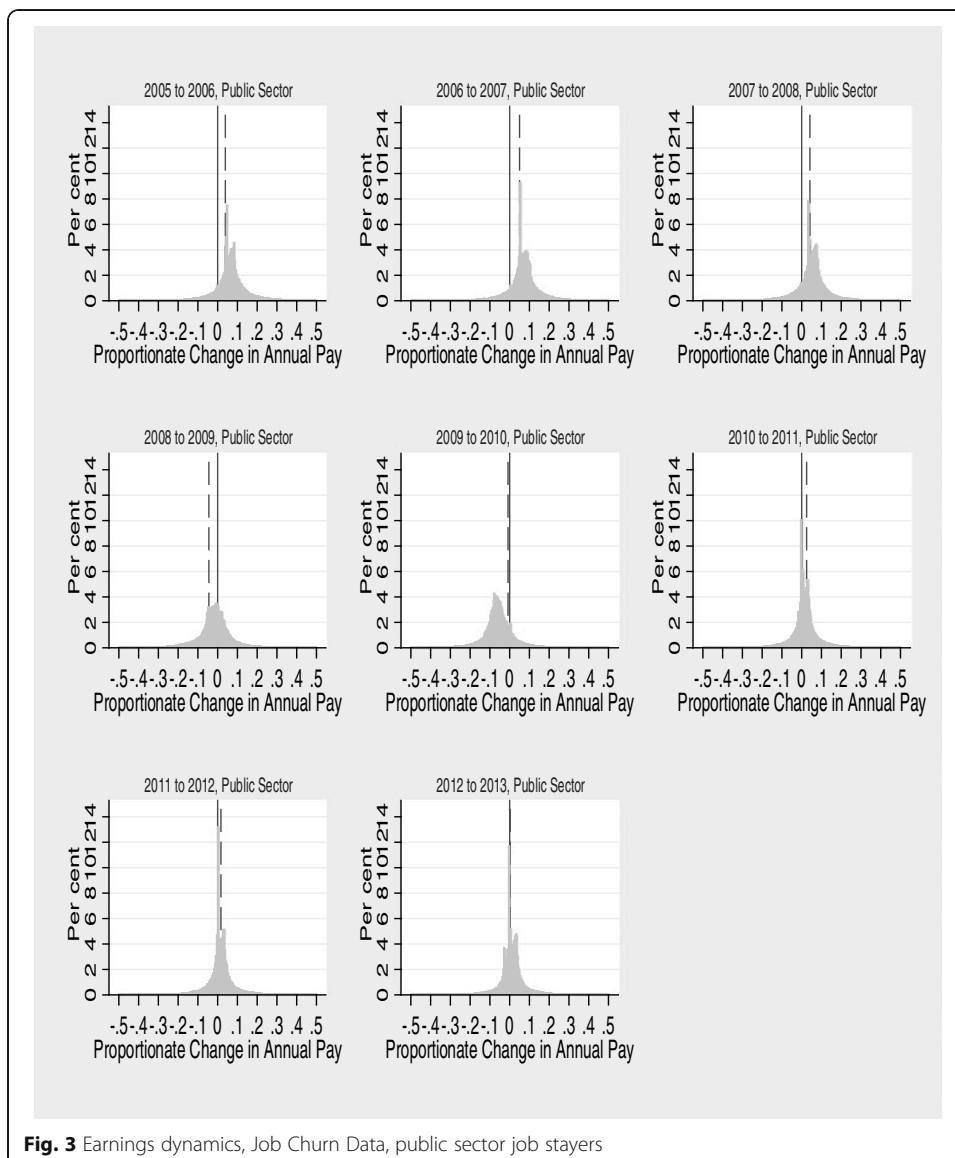 2005 to 2006, Public Sector
Per cent
0 2 4 6 8 10 12 14
-.5 -.4 -.3 -.2 -.1 0 .1 .2 .3 .4 .5
Proportionate Change in Annual Pay
2006 to 2007, Public Sector
Per cent
0 2 4 6 8 10 12 14
-.5 -.4 -.3 -.2 -.1 0 .1 .2 .3 .4 .5
Proportionate Change in Annual Pay
2007 to 2008, Public Sector
Per cent
0 2 4 6 8 10 12 14
-.5 -.4 -.3 -.2 -.1 0 .1 .2 .3 .4 .5
Proportionate Change in Annual Pay
2008 to 2009, Public Sector
Per cent
0 2 4 6 8 10 12 14
-.5 -.4 -.3 -.2 -.1 0 .1 .2 .3 .4 .5
Proportionate Change in Annual Pay
2009 to 2010, Public Sector
Per cent
0 2 4 6 8 10 12 14
-.5 -.4 -.3 -.2 -.1 0 .1 .2 .3 .4 .5
Proportionate Change in Annual Pay
2010 to 2011, Public Sector
Per cent
0 2 4 6 8 10 12 14
-.5 -.4 -.3 -.2 -.1 0 .1 .2 .3 .4 .5
Proportionate Change in Annual Pay
2011 to 2012, Public Sector
Per cent
0 2 4 6 8 10 12 14
-.5 -.4 -.3 -.2 -.1 0 .1 .2 .3 .4 .5
Proportionate Change in Annual Pay
2012 to 2013, Public Sector
Per cent
0 2 4 6 8 10 12 14
-.5 -.4 -.3 -.2 -.1 0 .1 .2 .3 .4 .5
Proportionate Change in Annual Pay
Fig. 3 Earnings dynamics, Job Churn Data, public sector job stayers